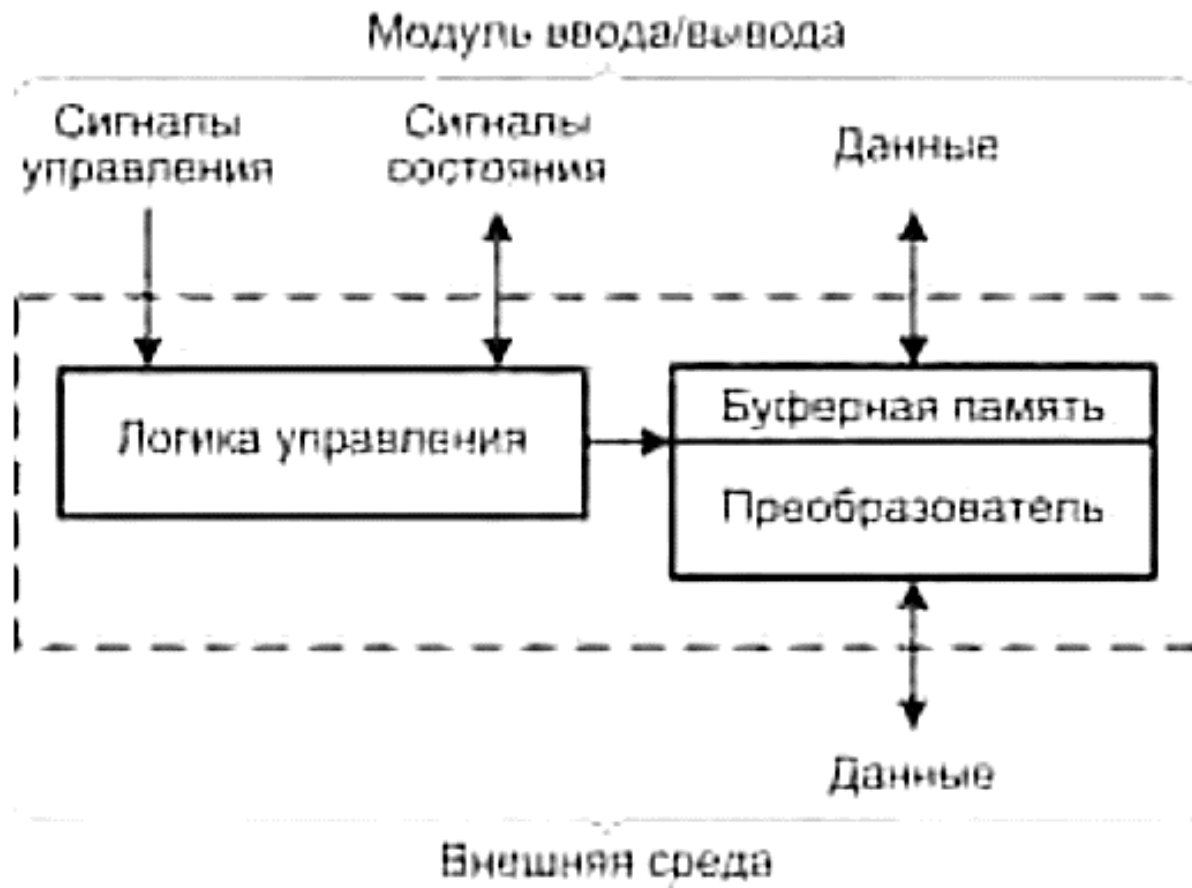 Модуль ввода/вывода
Сигналы
управления
Сигналы
состояния
Данные
Логика управления
Буферная память
Преобразователь
Данные
Внешняя среда